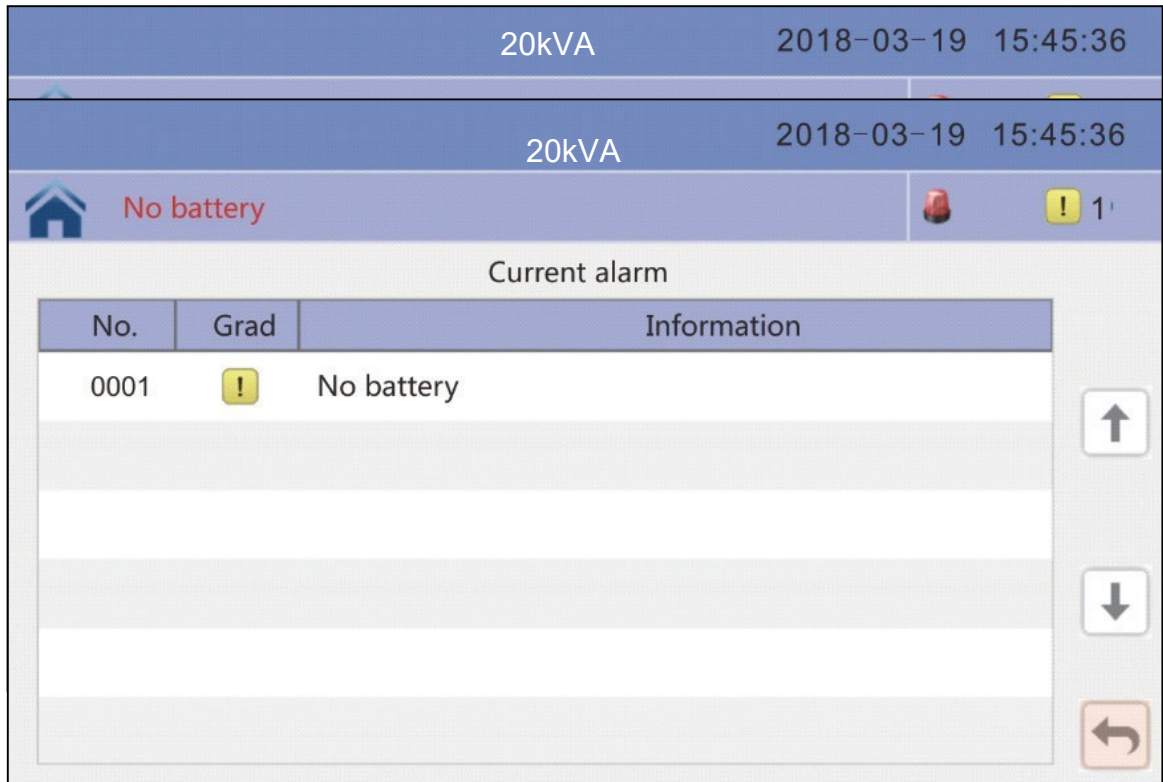 20kVA 2018-03-19 15:45:36
20kVA 2018-03-19 15:45:36
No battery ! 1
Current alarm
No. Grad Information
0001 ! No battery